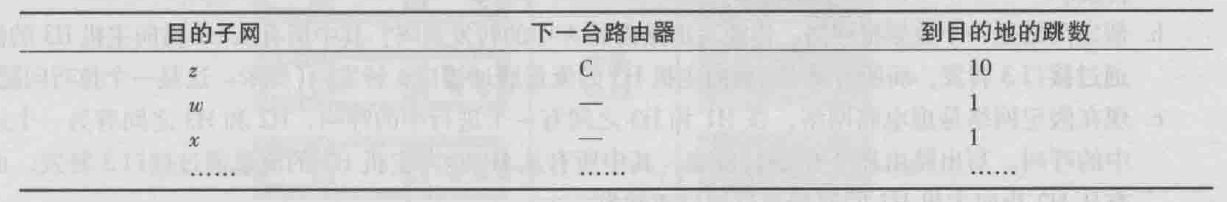 目的子网 下一台路由器 到目的地的跳数
z C 10
w — 1
x — 1
…… …… ……